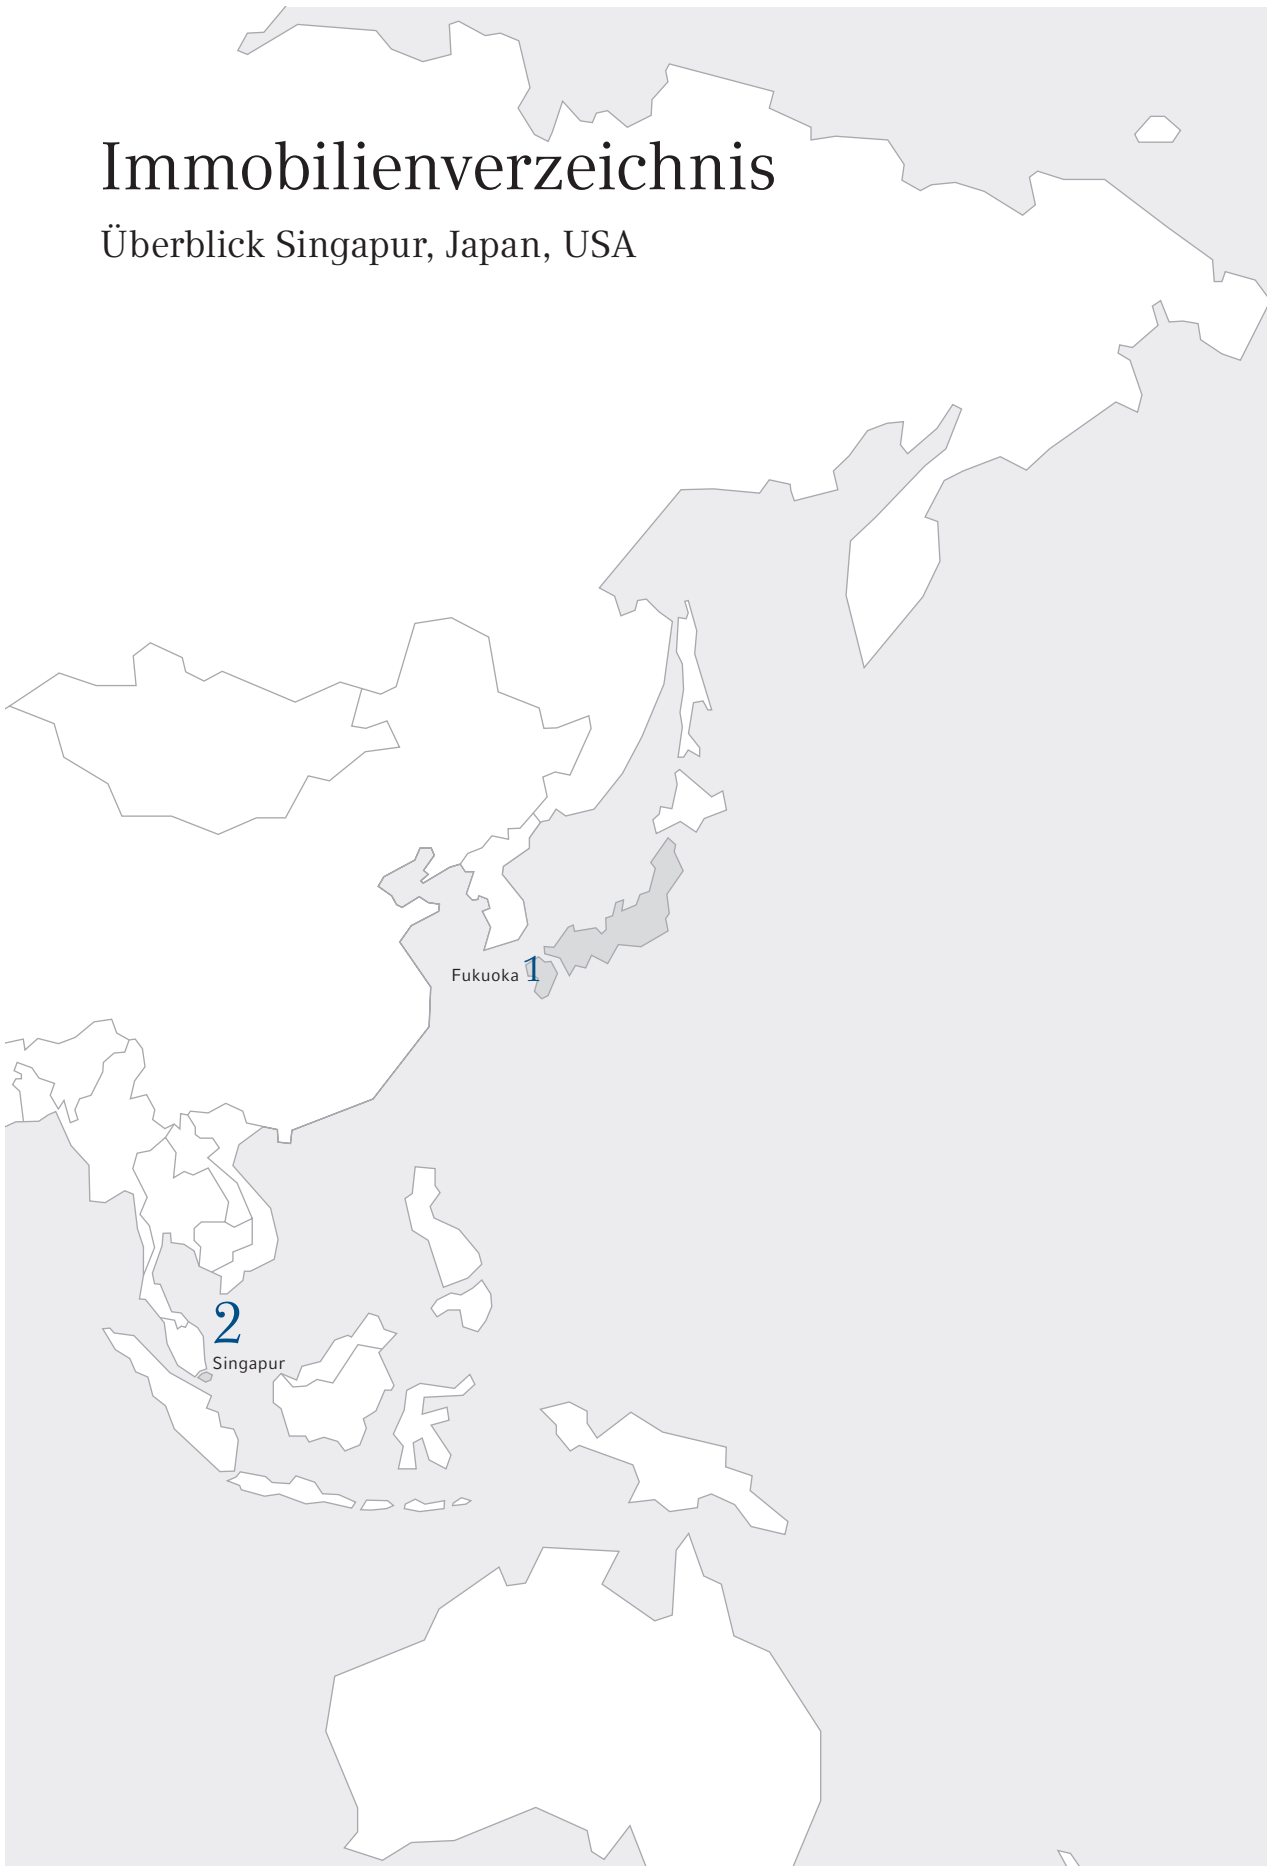 Immobilienverzeichnis
Überblick Singapur, Japan, USA
Fukuoka 1
2
Singapur